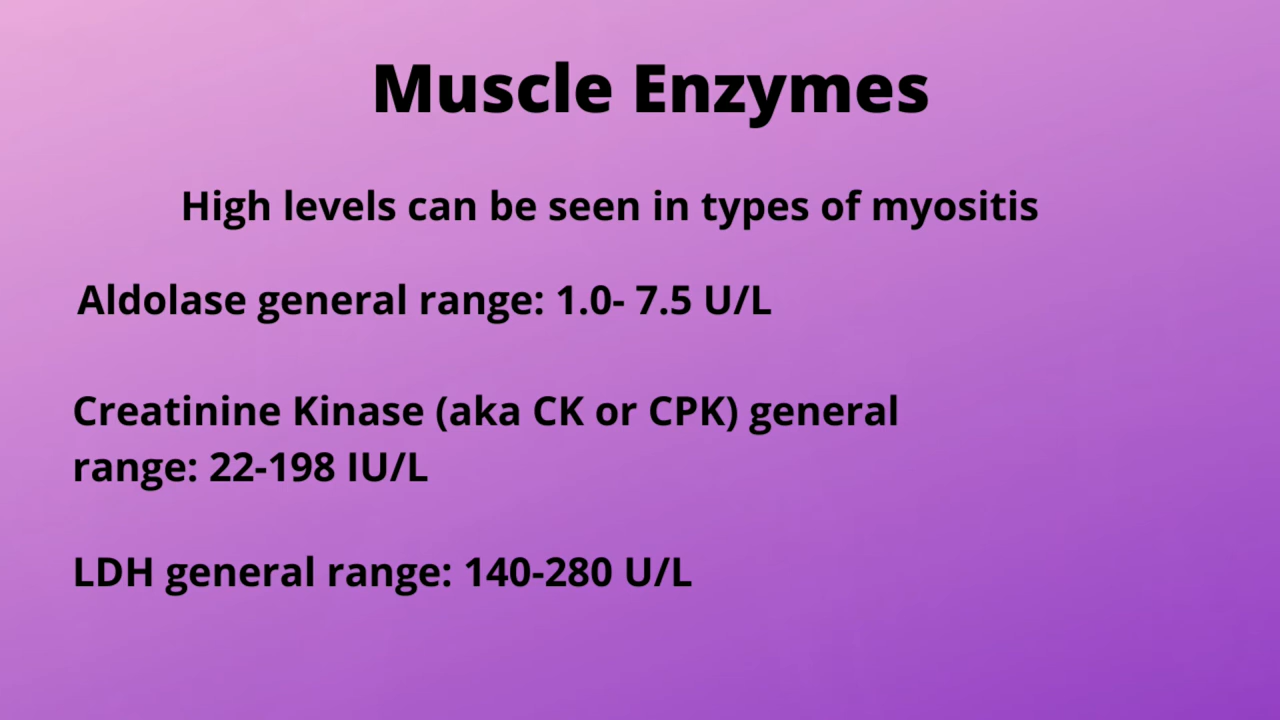 Muscle Enzymes
High levels can be seen in types of myositis
Aldolase general range: 1.0- 7.5 U/L
Creatinine Kinase (aka CK or CPK) general
range: 22-198 IU/L
LDH general range: 140-280 U/L